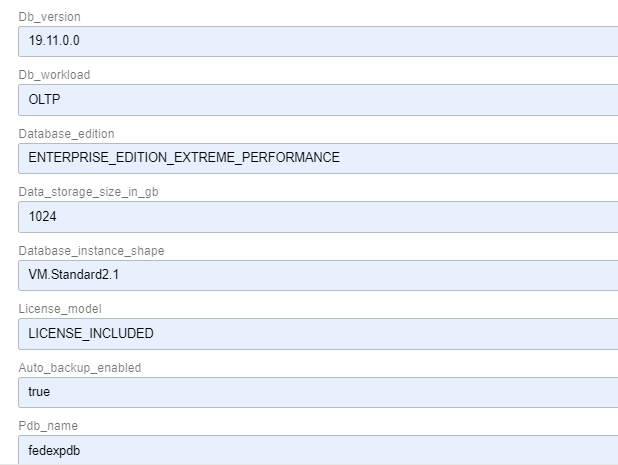 Db_version
19.11.0.0
Db_workload
OLTP
Database_edition
ENTERPRISE_EDITION_EXTREME_PERFORMANCE
Data_storage_size_in_gb
1024
Database_instance_shape
VM.Standard2.1
License_model
LICENSE_INCLUDED
Auto_backup_enabled
true
Pdb_name
fedexpdb